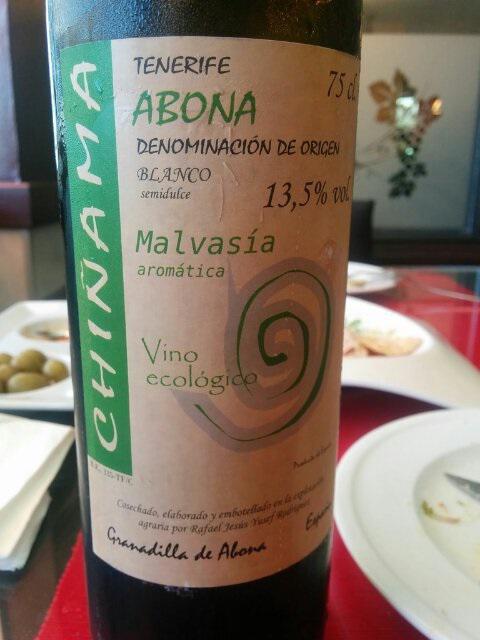 CHIÑAMA
TENERIFE
75 cl.
ABONA
DENOMINACIÓN DE ORIGEN
BLANCO
semidulce
13,5% vol.
Malvasía
aromática
Vino
ecológico
Cosechado, elaborado y embotellado en la explotación
agraria por Rafael Jesús Yusef Rodríguez
Granadilla de Abona